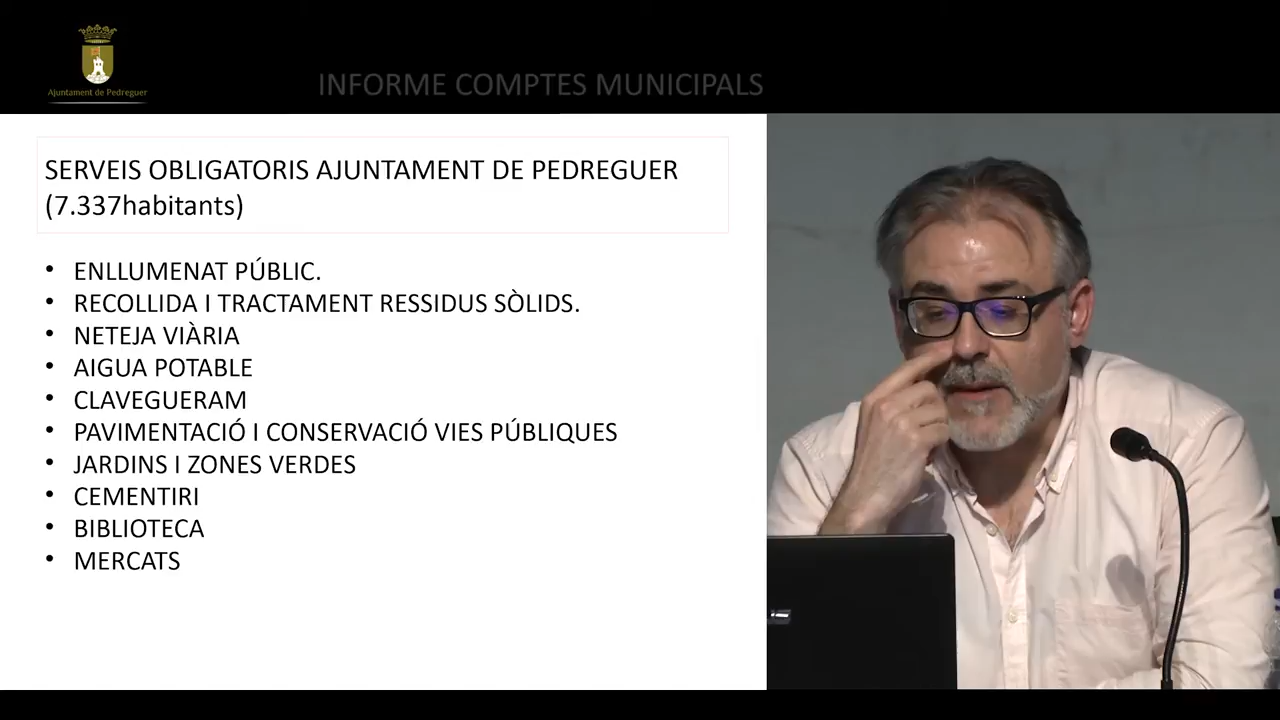 Ajuntament de Pedreguer
INFORME COMPTES MUNICIPALS
SERVEIS OBLIGATORIS AJUNTAMENT DE PEDREGUER
(7.337habitants)
• ENLLUMENAT PÚBLIC.
• RECOLLIDA I TRACTAMENT RESSIDUS SÒLIDS.
• NETEJA VIÀRIA
• AIGUA POTABLE
• CLAVEGUERAM
• PAVIMENTACIÓ I CONSERVACIÓ VIES PÚBLIQUES
• JARDINS I ZONES VERDES
• CEMENTIRI
• BIBLIOTECA
• MERCATS